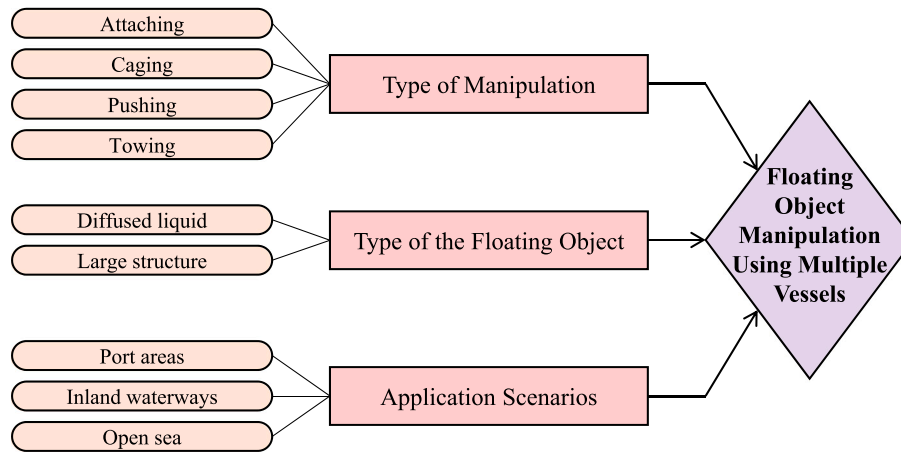 Attaching
Caging
Pushing
Towing
Type of Manipulation
Diffused liquid
Large structure
Type of the Floating Object
Port areas
Inland waterways
Open sea
Application Scenarios
Floating
Object
Manipulation
Using Multiple
Vessels